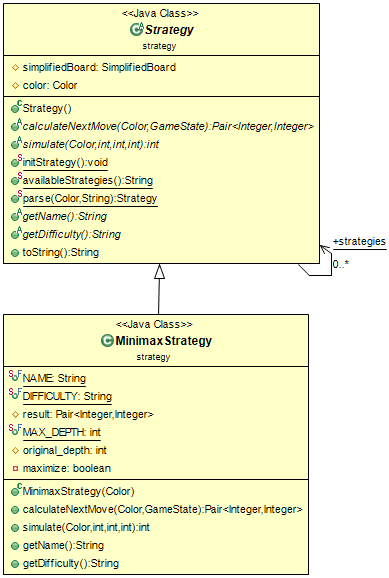 <<Java Class>>
Strategy
strategy
simplifiedBoard: SimplifiedBoard
color: Color
Strategy()
calculateNextMove(Color,GameState):Pair<Integer,Integer>
simulate(Color,int,int,int):int
initStrategy():void
availableStrategies():String
parse(Color,String):Strategy
getName():String
getDifficulty():String
toString():String
+strategies
0..*
<<Java Class>>
MinimaxStrategy
strategy
NAME: String
DIFFICULTY: String
result: Pair<Integer,Integer>
MAX_DEPTH: int
original_depth: int
maximize: boolean
MinimaxStrategy(Color)
calculateNextMove(Color,GameState):Pair<Integer,Integer>
simulate(Color,int,int,int):int
getName():String
getDifficulty():String